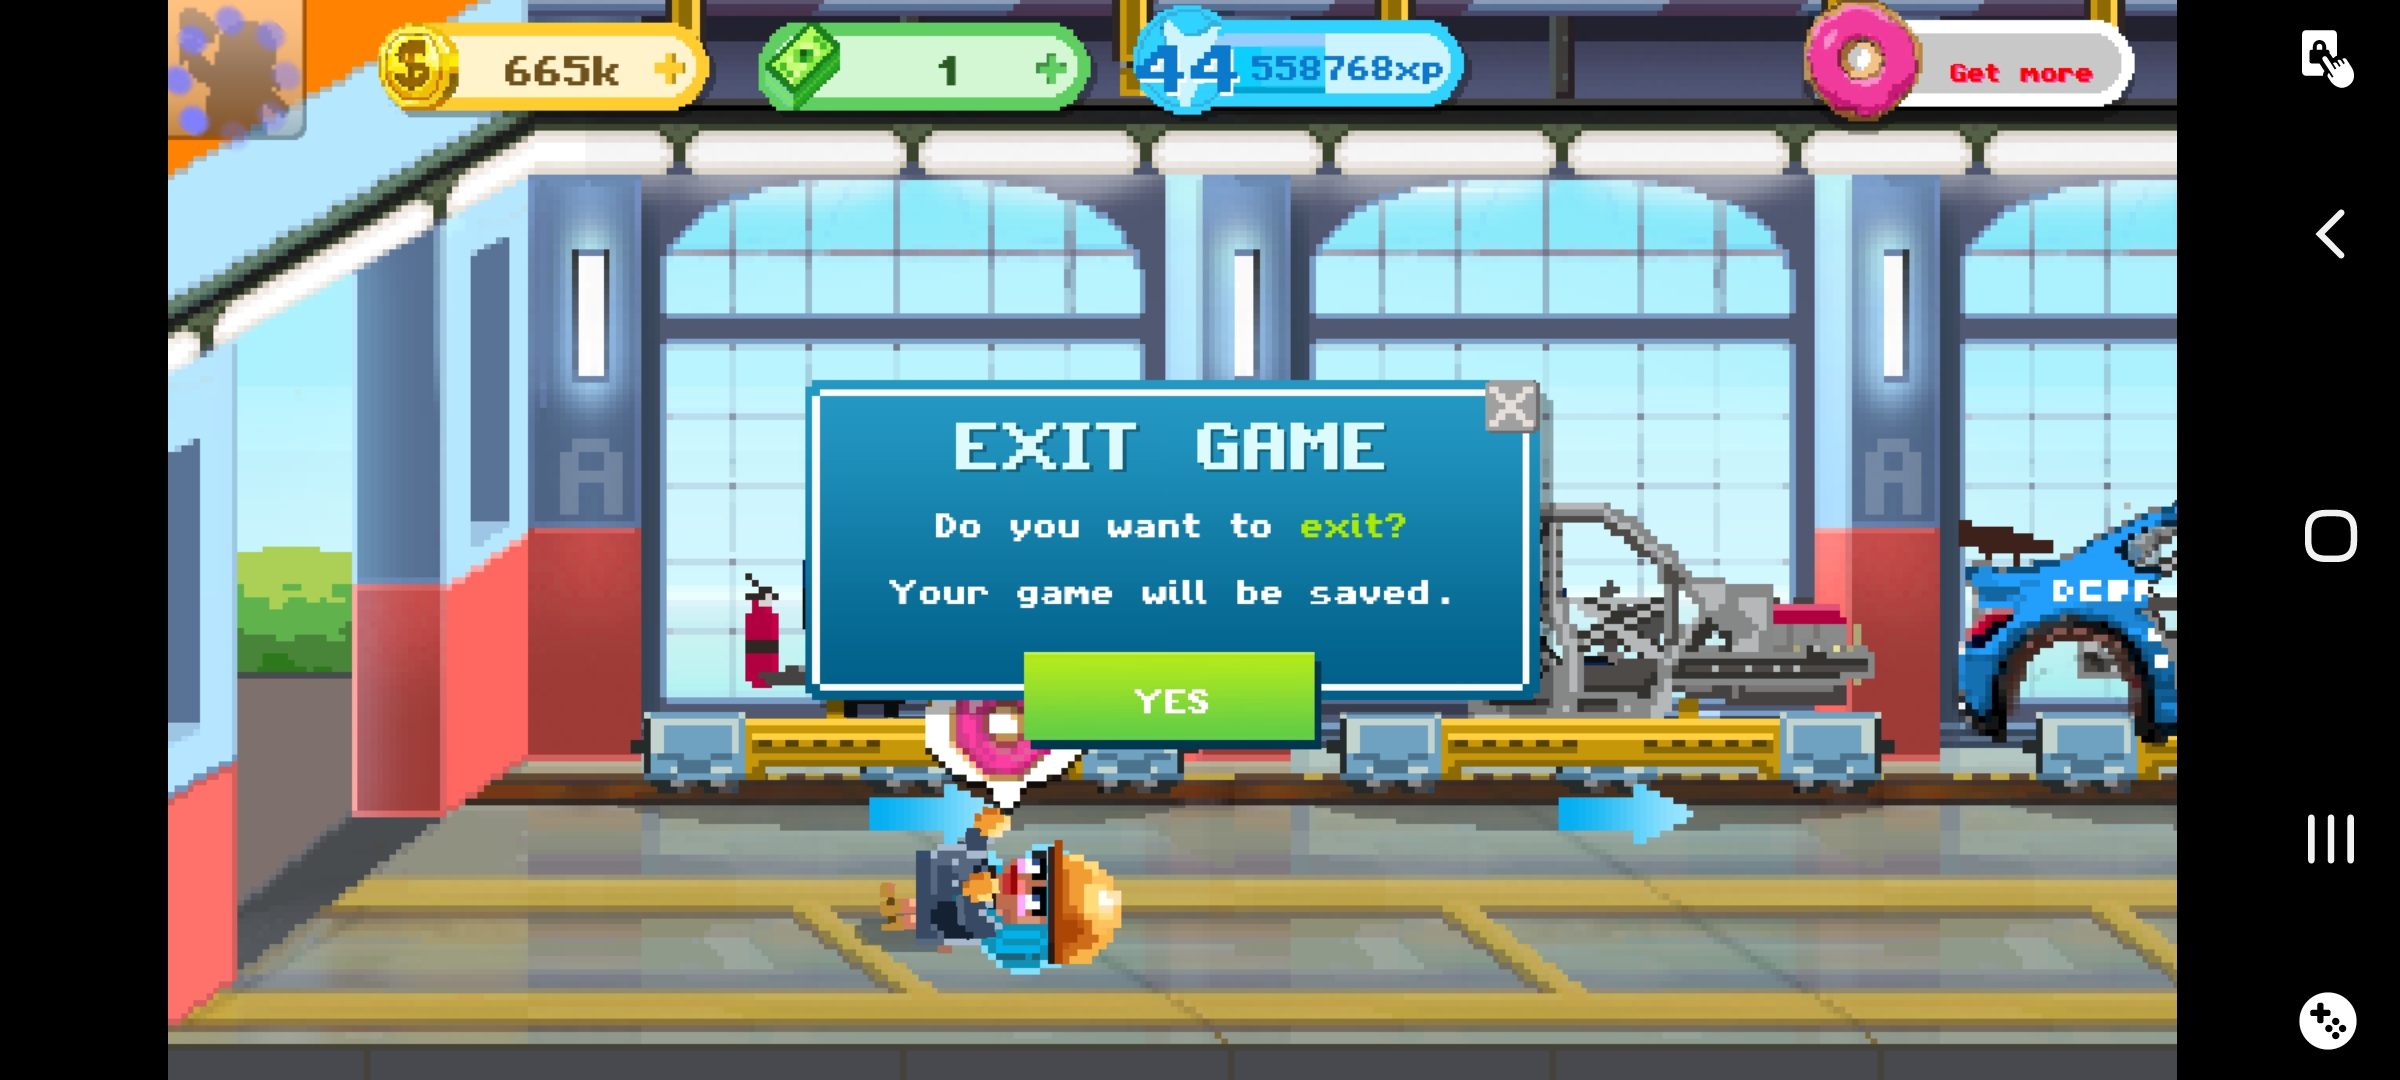 665k
1
44 558768xp
Get more
A
A
EXIT GAME
Do you want to exit?
Your game will be saved.
YES